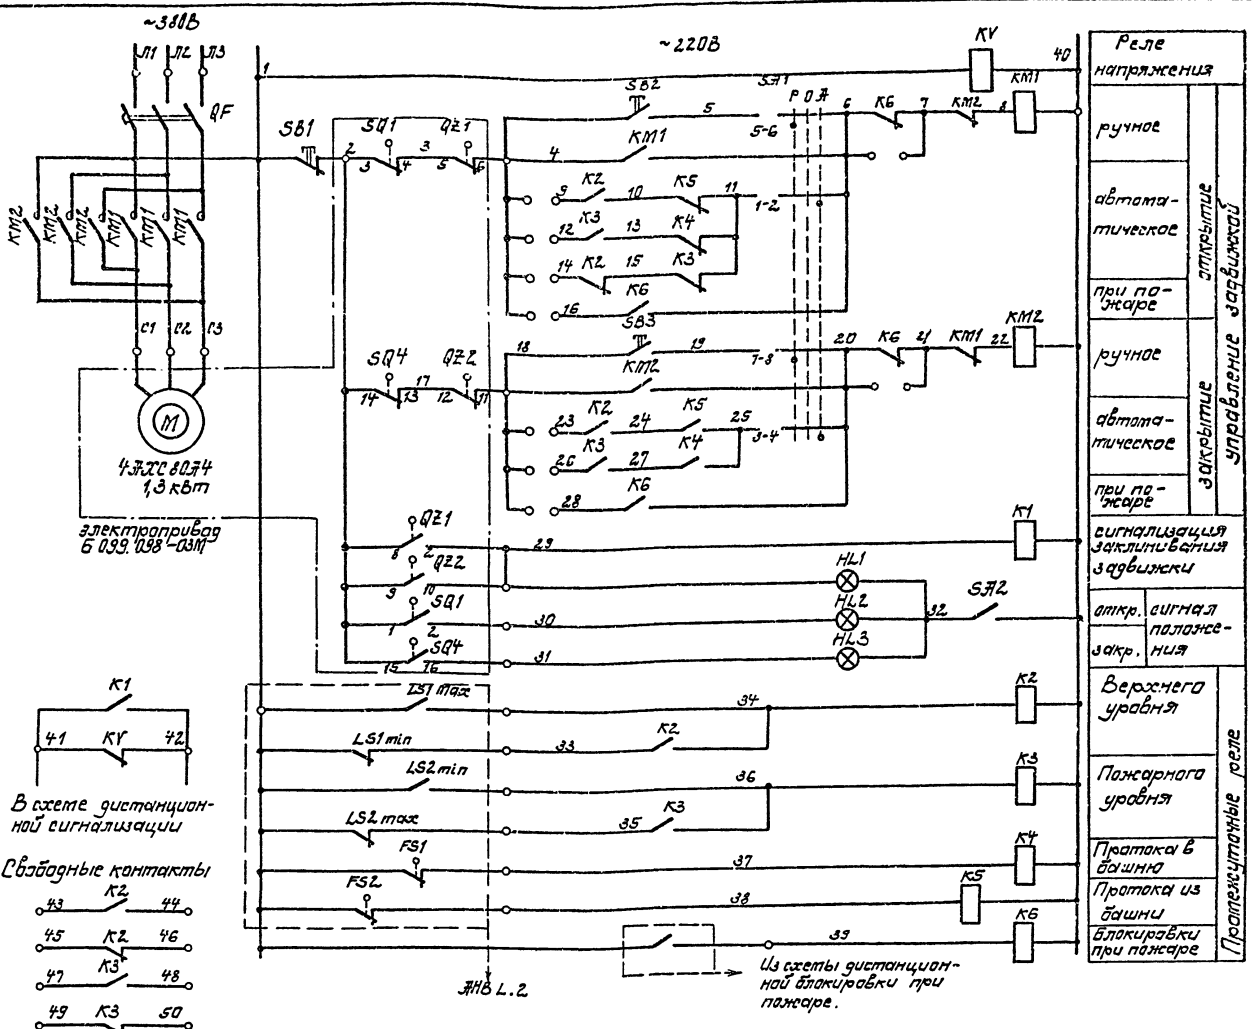 ~380В
Л1 Л2 Л3
QF
КМ2 КМ2 КМ2 КМ1 КМ1 КМ1
С1 С2 С3
М
4АХС80А4
1,3 кВт
электропривод
Б 099.098-03М
~220В
1
KV
40
SB1
2
SQ1
3 4
3
QZ1
5 6
SB2
5
SA1
Р О А
5-6
6
К6
7
КМ2
8
КМ1
4
КМ1
9 К2 10 К5 11
1-2
12 К3 13 К4
14 К2 15 К3
16 К6
SQ4
14 13
17
QZ2
12 11
18
SB3
19
7-8
20
К6
21
КМ1
22
КМ2
КМ2
23 К2 24 К5 25
3-4
26 К3 27 К4
28 К6
QZ1
8 2
29
К1
QZ2
9 10
HL1
SQ1
1 2
30
HL2
32
SA2
SQ4
15 16
31
HL3
LS1 max
34
К2
LS1 min
33
К2
LS2 min
36
К3
LS2 max
35
К3
FS1
37
К4
FS2
38
К5
39
К6
АНВ L.2
Из схемы дистанцион-
ной блокировки при
пожаре.
К1
41 KV 42
В схеме дистанцион-
ной сигнализации
Свободные контакты
43 К2 44
45 К2 46
47 К3 48
49 К3 50
Реле
напряжения
ручное
автома-
тическое
при по-
жаре
открытие
ручное
автома-
тическое
при по-
жаре
закрытие
управление задвижкой
сигнализация
заклинивания
задвижки
откр.
закр.
сигнал
положе-
ния
Верхнего
уровня
Пожарного
уровня
Протока в
башню
Протока из
башни
Блокировки
при пожаре
Промежуточные реле